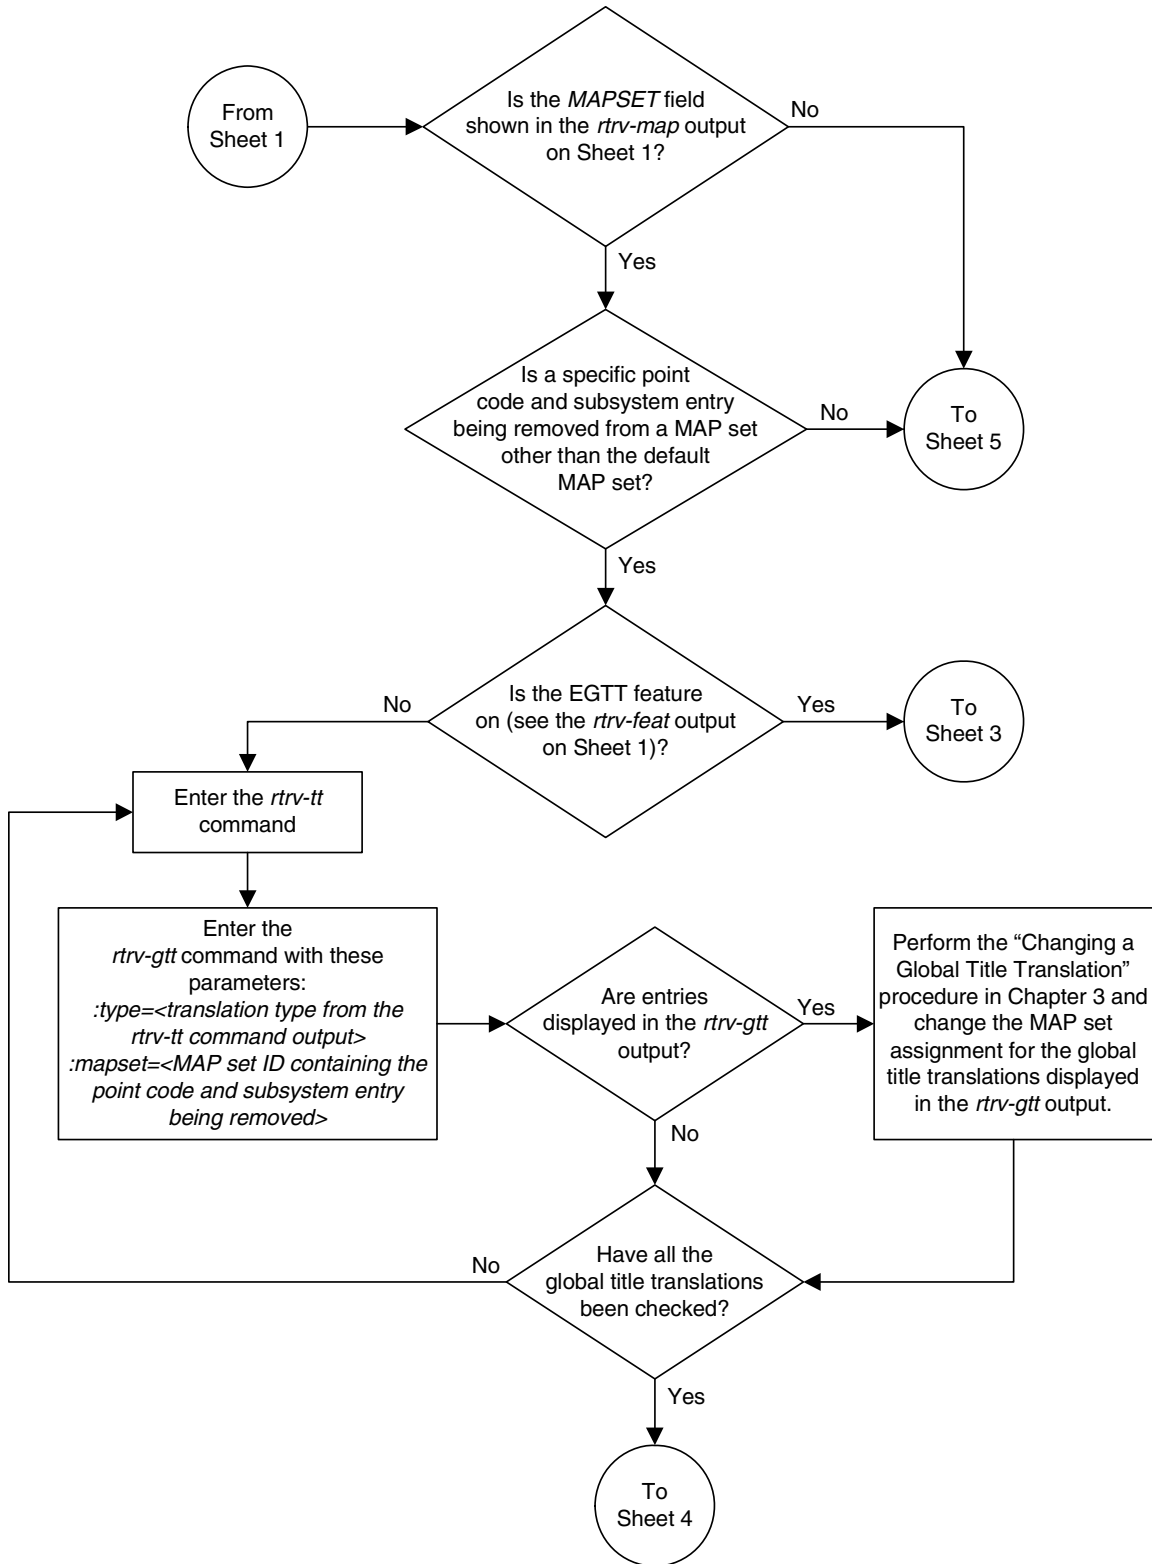 From
Sheet 1
Is the MAPSET field
shown in the rtrv-map output
on Sheet 1?
No
Yes
Is a specific point
code and subsystem entry
being removed from a MAP set
other than the default
MAP set?
No
To
Sheet 5
Yes
Is the EGTT feature
on (see the rtrv-feat output
on Sheet 1)?
No
Yes
To
Sheet 3
Enter the rtrv-tt
command
Enter the
rtrv-gtt command with these
parameters:
:type=<translation type from the
rtrv-tt command output>
:mapset=<MAP set ID containing the
point code and subsystem entry
being removed>
Are entries
displayed in the rtrv-gtt
output?
Yes
No
Perform the “Changing a
Global Title Translation”
procedure in Chapter 3 and
change the MAP set
assignment for the global
title translations displayed
in the rtrv-gtt output.
Have all the
global title translations
been checked?
No
Yes
To
Sheet 4